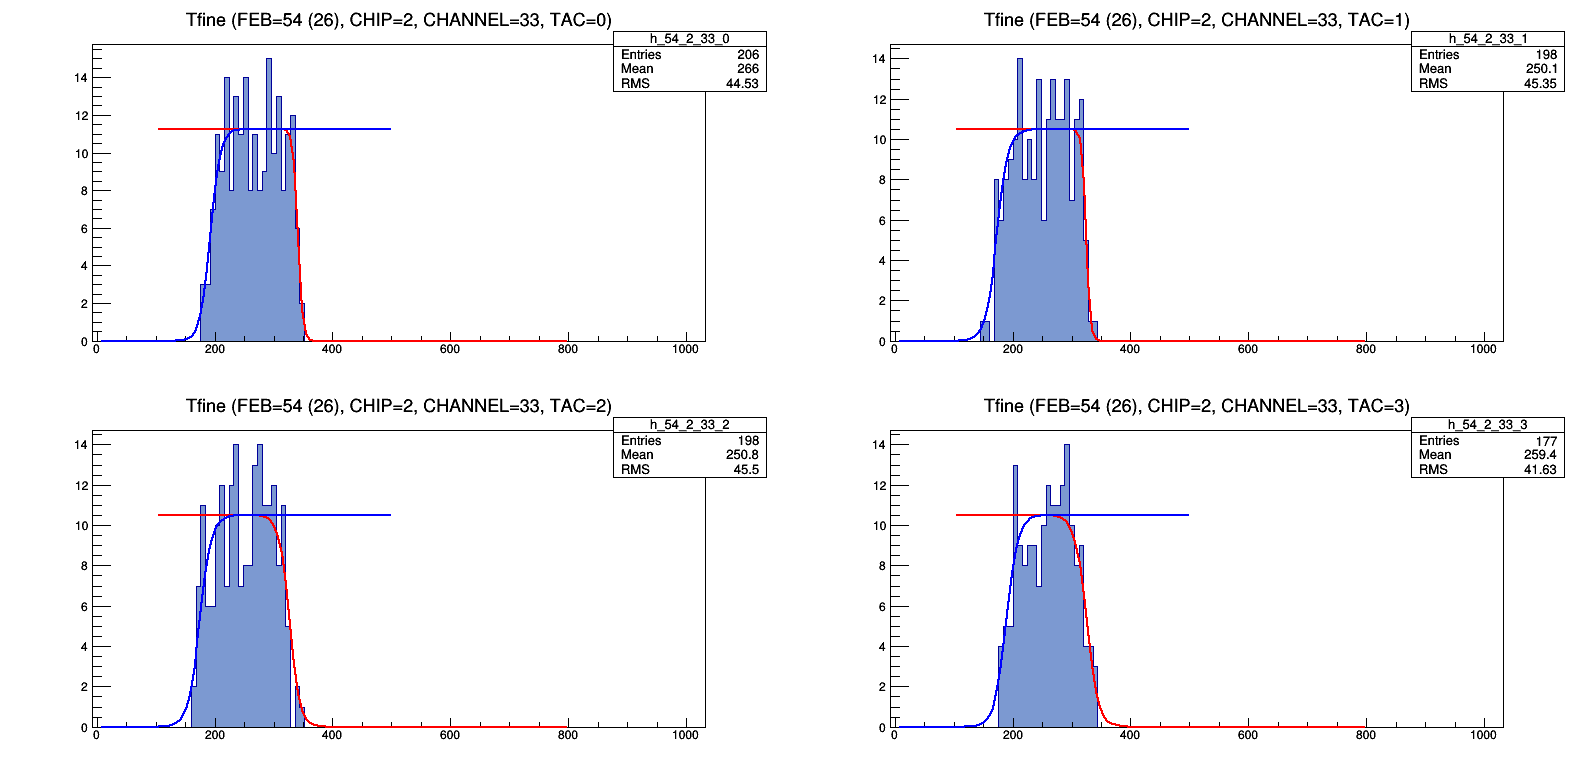 Tfine (FEB=54 (26), CHIP=2, CHANNEL=33, TAC=0)
h_54_2_33_0
Entries 206
Mean 266
RMS 44.53
14
12
10
8
6
4
2
0
0 200 400 600 800 1000
Tfine (FEB=54 (26), CHIP=2, CHANNEL=33, TAC=1)
h_54_2_33_1
Entries 198
Mean 250.1
RMS 45.35
14
12
10
8
6
4
2
0
0 200 400 600 800 1000
Tfine (FEB=54 (26), CHIP=2, CHANNEL=33, TAC=2)
h_54_2_33_2
Entries 198
Mean 250.8
RMS 45.5
14
12
10
8
6
4
2
0
0 200 400 600 800 1000
Tfine (FEB=54 (26), CHIP=2, CHANNEL=33, TAC=3)
h_54_2_33_3
Entries 177
Mean 259.4
RMS 41.63
14
12
10
8
6
4
2
0
0 200 400 600 800 1000